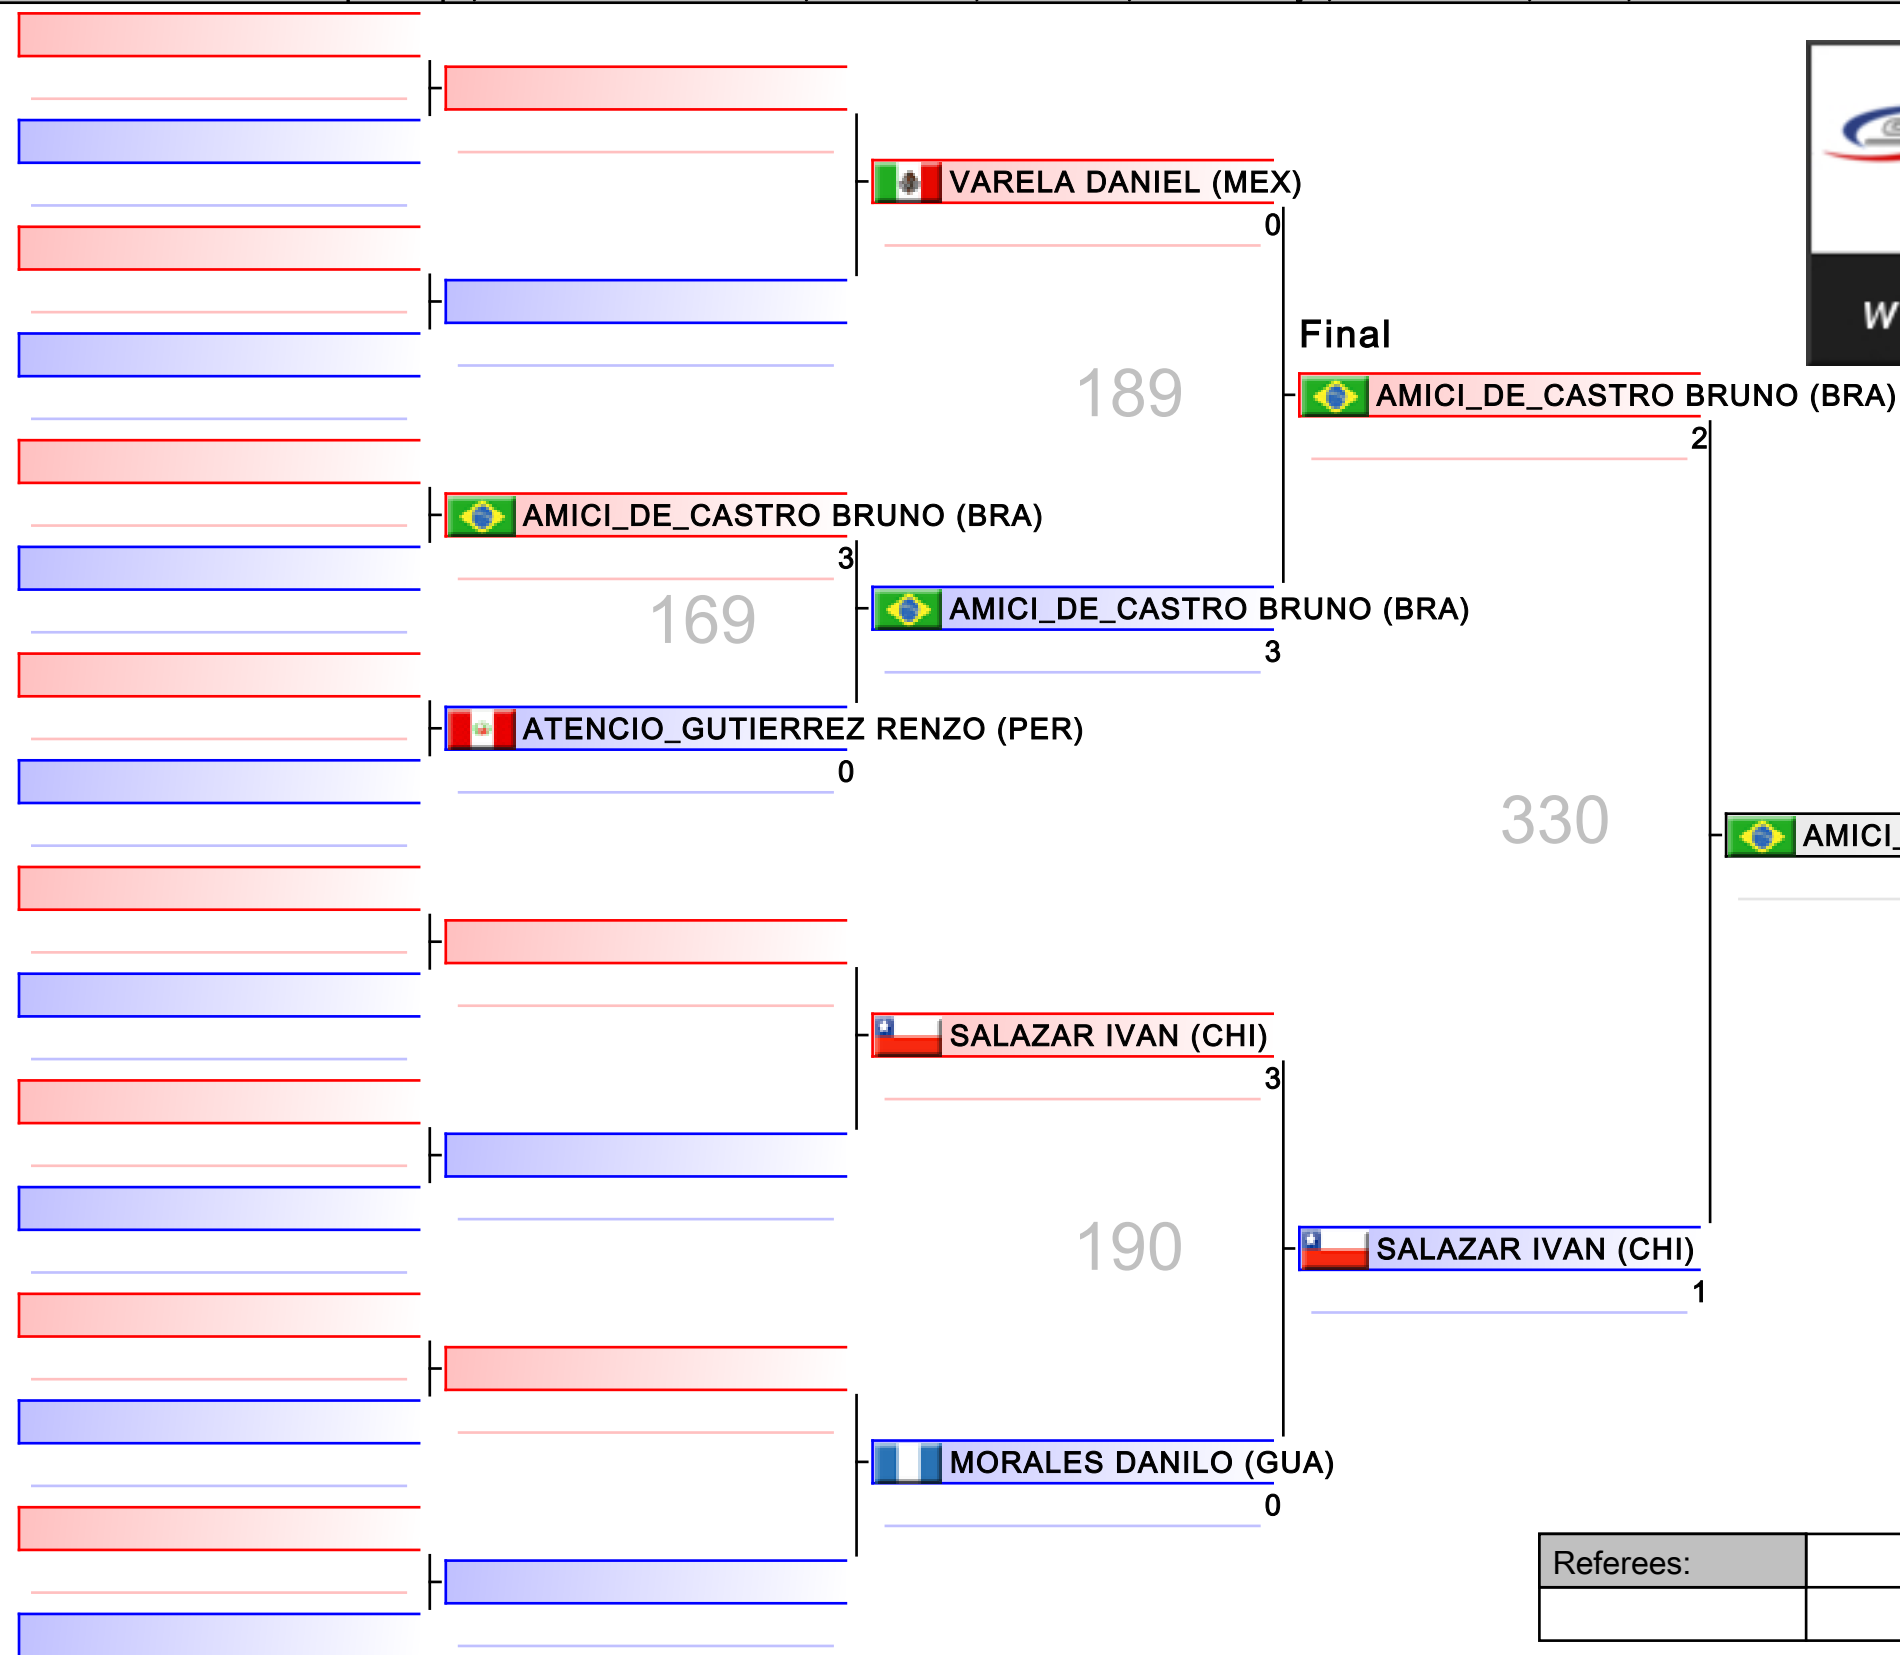 VARELA DANIEL (MEX)
0
189
Final
AMICI_DE_CASTRO BRUNO (BRA)
2
AMICI_DE_CASTRO BRUNO (BRA)
3
169
AMICI_DE_CASTRO BRUNO (BRA)
3
ATENCIO_GUTIERREZ RENZO (PER)
0
330
AMICI_
SALAZAR IVAN (CHI)
3
190
SALAZAR IVAN (CHI)
1
MORALES DANILO (GUA)
0
Referees: